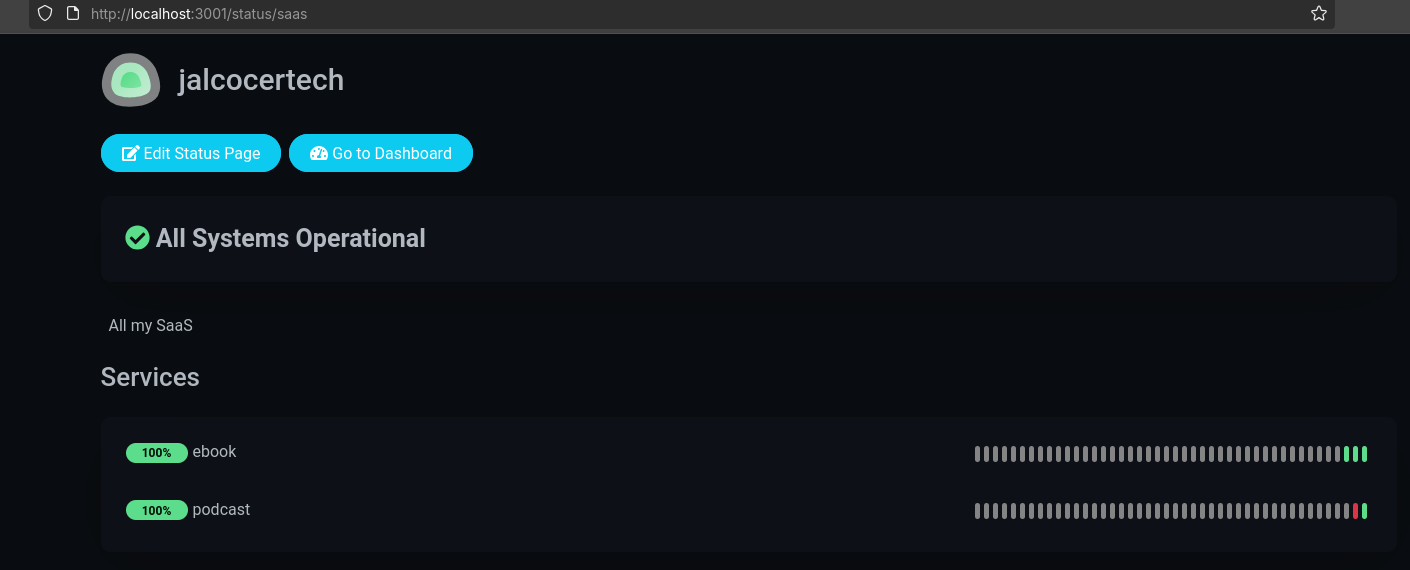 http://localhost:3001/status/saas
jalcocertech
Edit Status Page Go to Dashboard
All Systems Operational
All my SaaS
Services
100% ebook
100% podcast